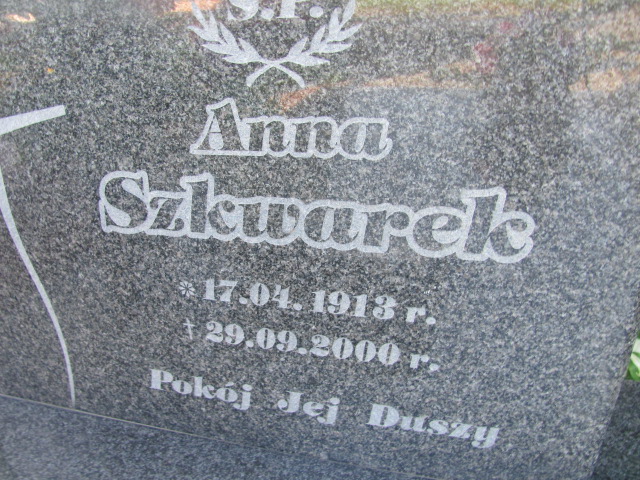 Ś.P.
Anna
Szkwarek
* 17.04.1913 r.
† 29.09.2000 r.
Pokój Jej Duszy